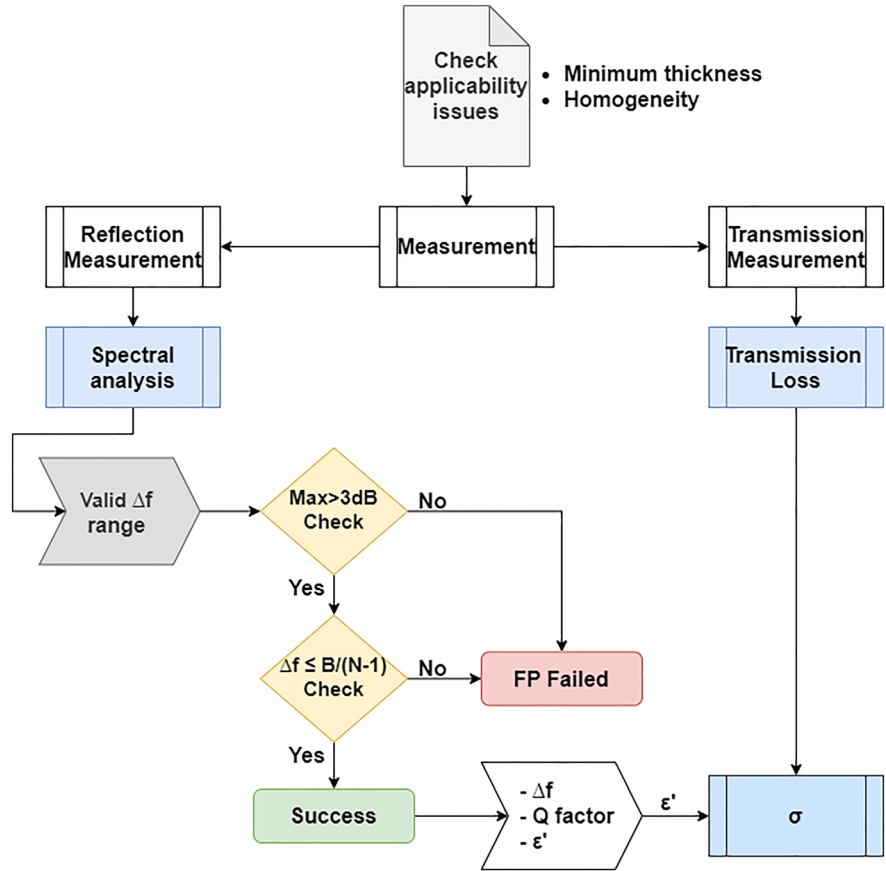 Check
applicability
issues
• Minimum thickness
• Homogeneity
Reflection
Measurement
Measurement
Transmission
Measurement
Spectral
analysis
Transmission
Loss
Valid Δf
range
Max>3dB
Check
No
Yes
Δf ≤ B/(N-1)
Check
No
FP Failed
Yes
Success
- Δf
- Q factor
- ε'
ε'
σ